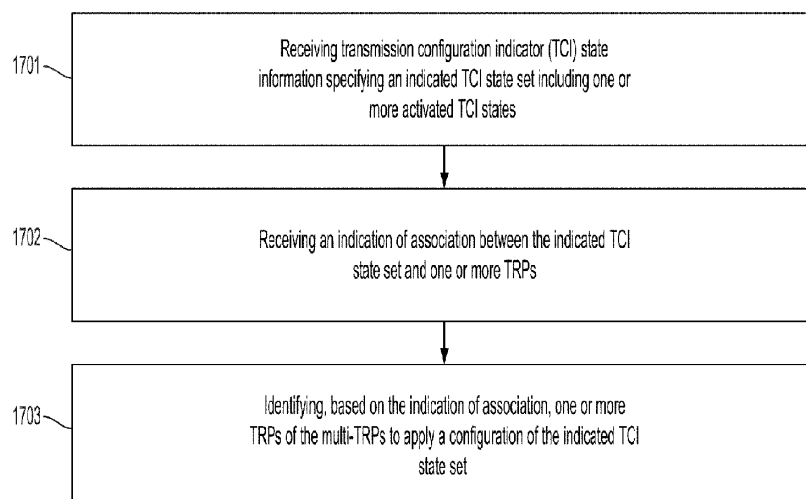 1701
Receiving transmission configuration indicator (TCI) state
information specifying an indicated TCI state set including one or
more activated TCI states
1702
Receiving an indication of association between the indicated TCI
state set and one or more TRPs
1703
Identifying, based on the indication of association, one or more
TRPs of the multi-TRPs to apply a configuration of the indicated TCI
state set